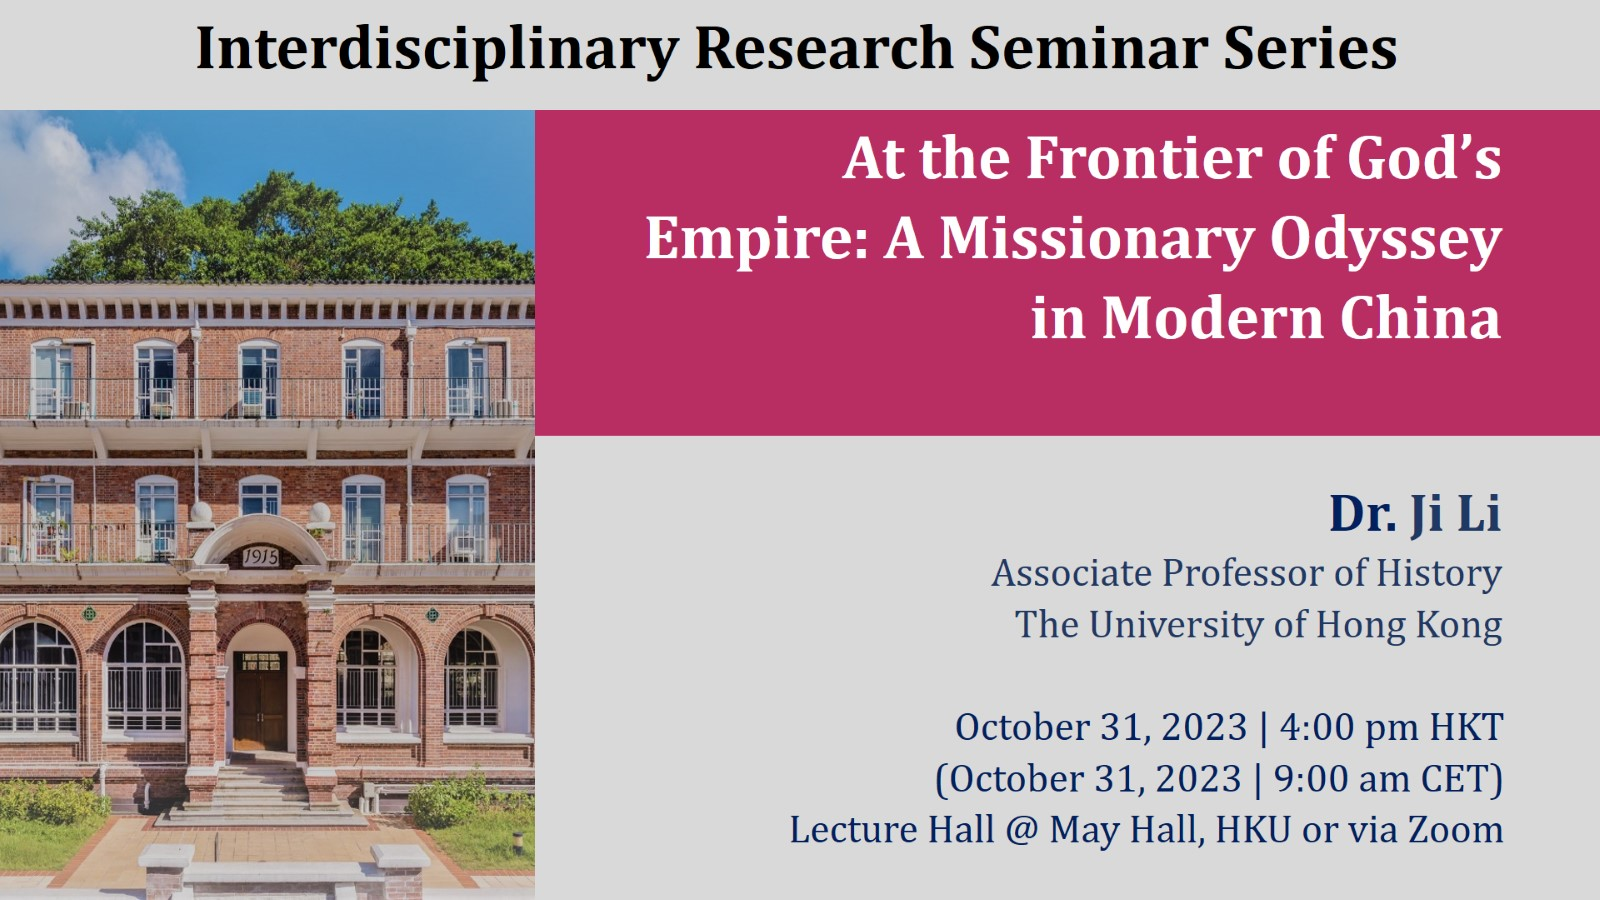 Interdisciplinary Research Seminar Series
At the Frontier of God’s
Empire: A Missionary Odyssey
in Modern China
1915
Dr. Ji Li
Associate Professor of History
The University of Hong Kong
October 31, 2023 | 4:00 pm HKT
(October 31, 2023 | 9:00 am CET)
Lecture Hall @ May Hall, HKU or via Zoom